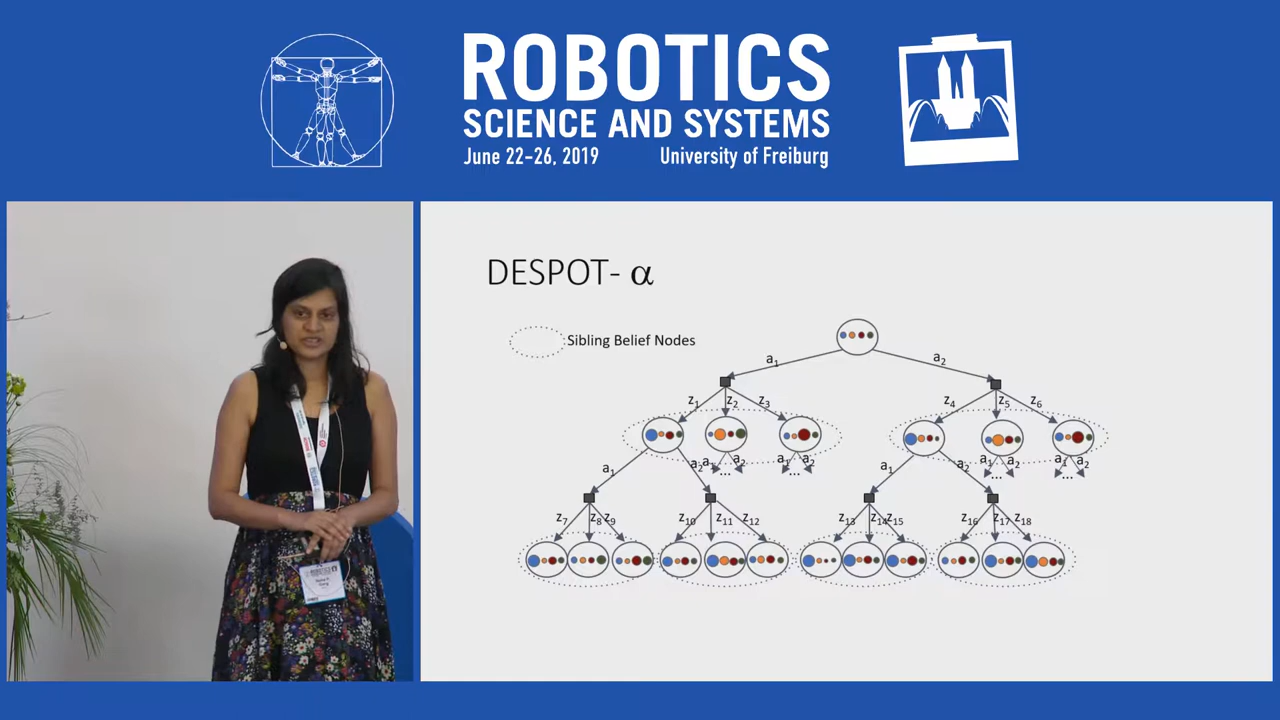 ROBOTICS
SCIENCE AND SYSTEMS
June 22-26, 2019 University of Freiburg
DESPOT- α
Sibling Belief Nodes
a1 a2
z1 z2 z3 z4 z5 z6
a1 a2 a1 a2 a1 a2 a1 a2 a1 a2 a1 a2
... ... ... ...
z7 z8 z9 z10 z11 z12 z13 z14 z15 z16 z17 z18
ROBOTICS